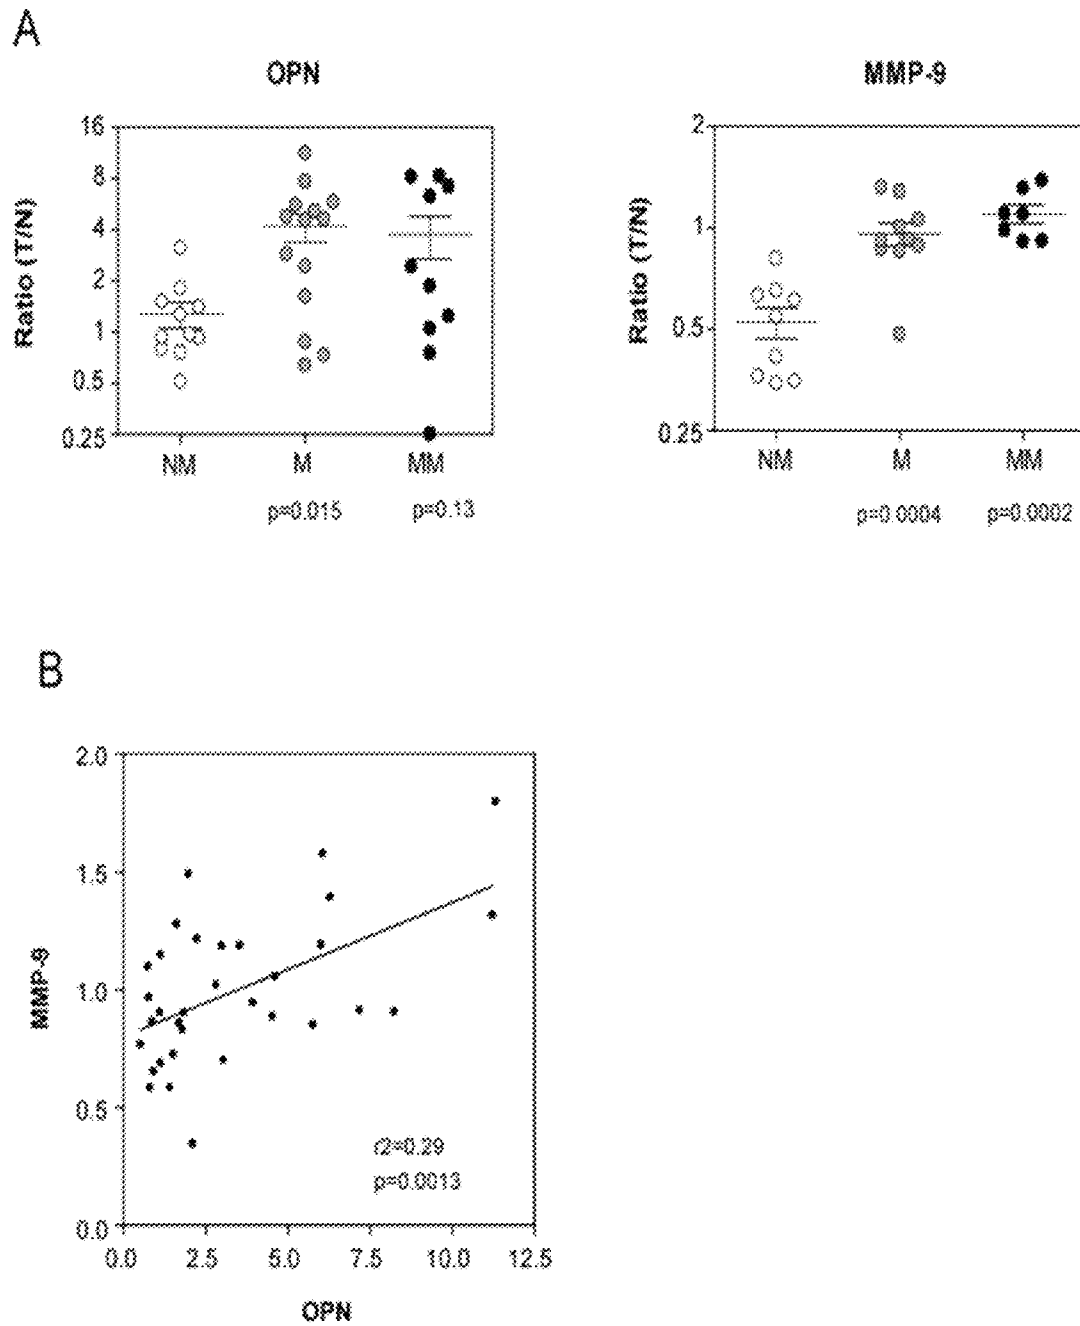 A
OPN
MMP-9
Ratio (T/N)
16
8
4
2
1
0.5
0.25
NM
M
MM
p=0.015
p=0.13
Ratio (T/N)
2
1
0.5
0.25
NM
M
MM
p=0.0004
p=0.0002
B
MMP-9
2.0
1.5
1.0
0.5
0.0
r2=0.29
p=0.0013
0.0
2.5
5.0
7.5
10.0
12.5
OPN